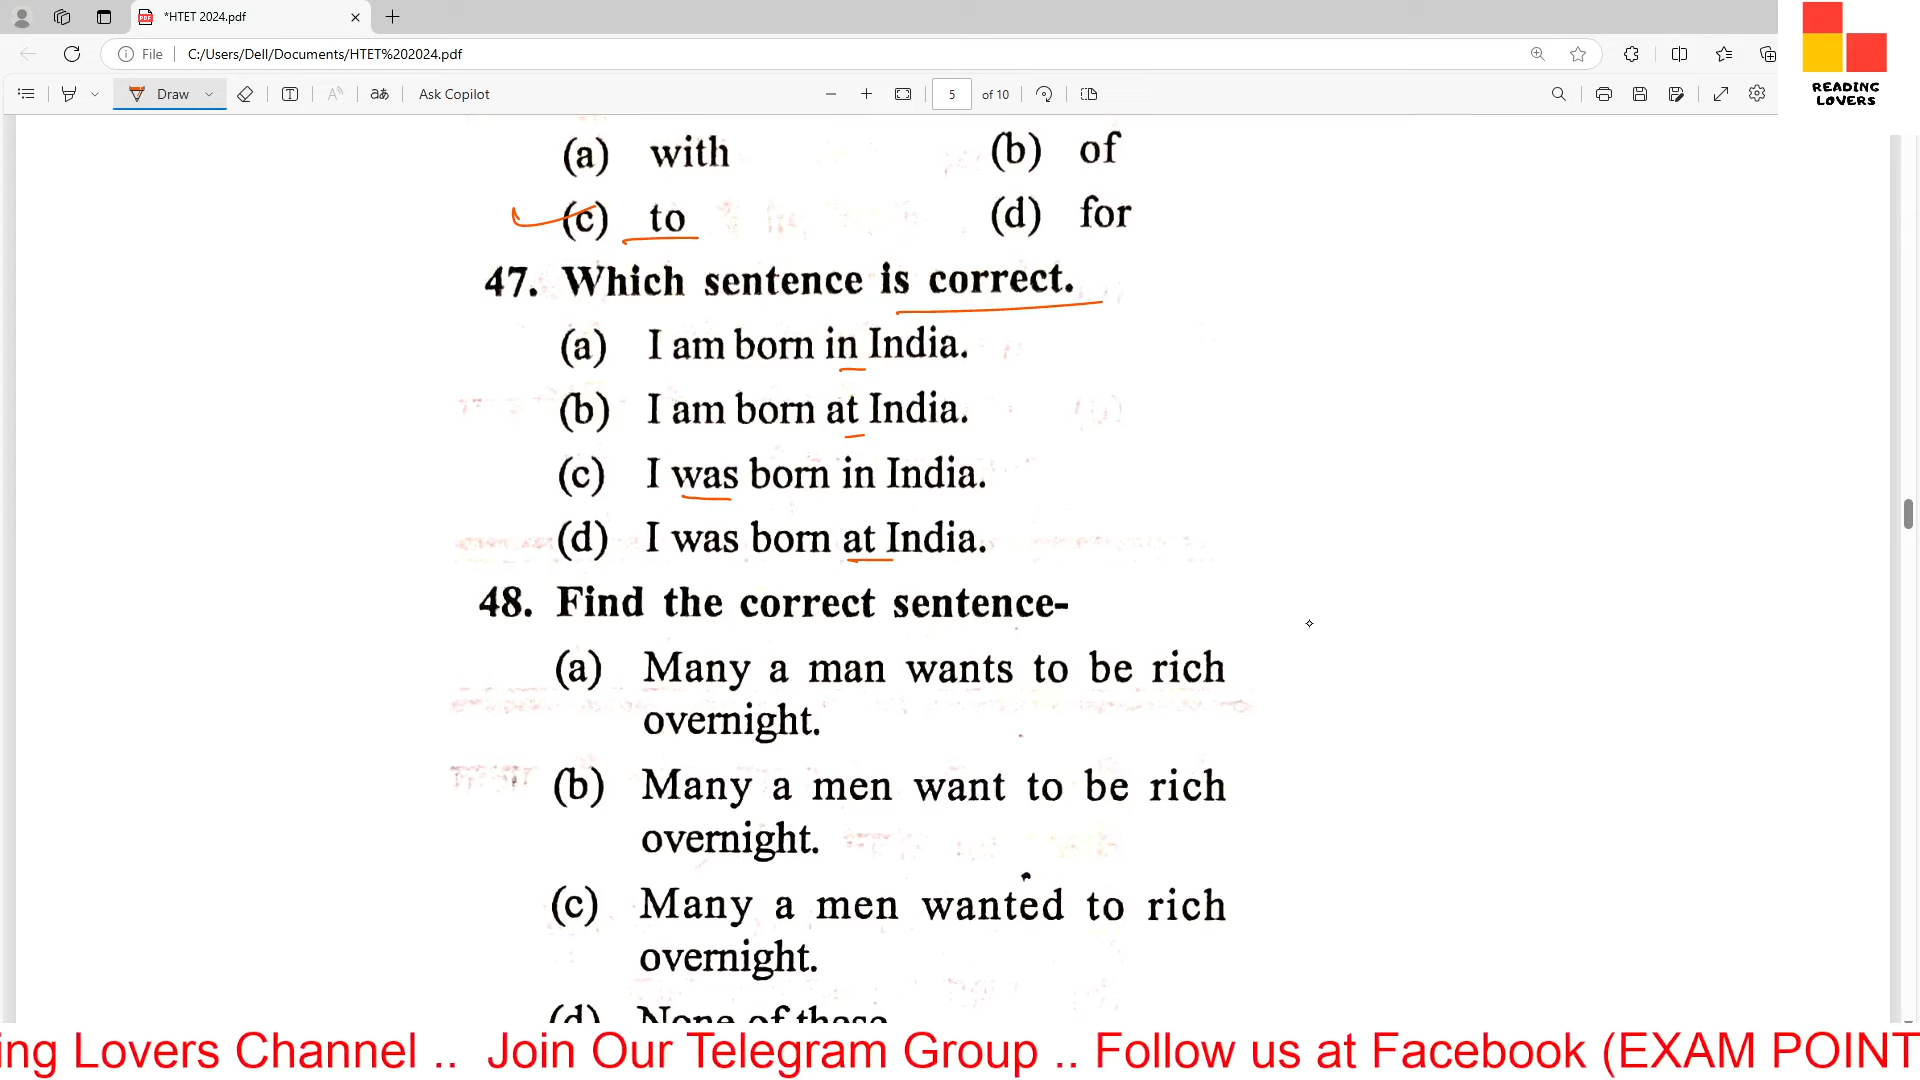 *HTET 2024.pdf
File C:/Users/Dell/Documents/HTET%202024.pdf
Draw Ask Copilot 5 of 10
READING
LOVERS
(a) with (b) of
(c) to (d) for
47. Which sentence is correct.
(a) I am born in India.
(b) I am born at India.
(c) I was born in India.
(d) I was born at India.
48. Find the correct sentence-
(a) Many a man wants to be rich
overnight.
(b) Many a men want to be rich
overnight.
(c) Many a men wanted to rich
overnight.
(d) None of these
ing Lovers Channel .. Join Our Telegram Group .. Follow us at Facebook (EXAM POINT